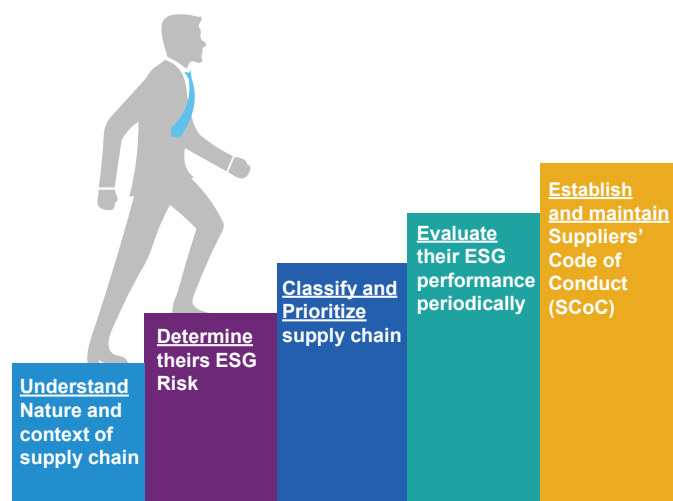 Understand
Nature and
context of
supply chain
Determine
theirs ESG
Risk
Classify and
Prioritize
supply chain
Evaluate
their ESG
performance
periodically
Establish
and maintain
Suppliers’
Code of
Conduct
(SCoC)